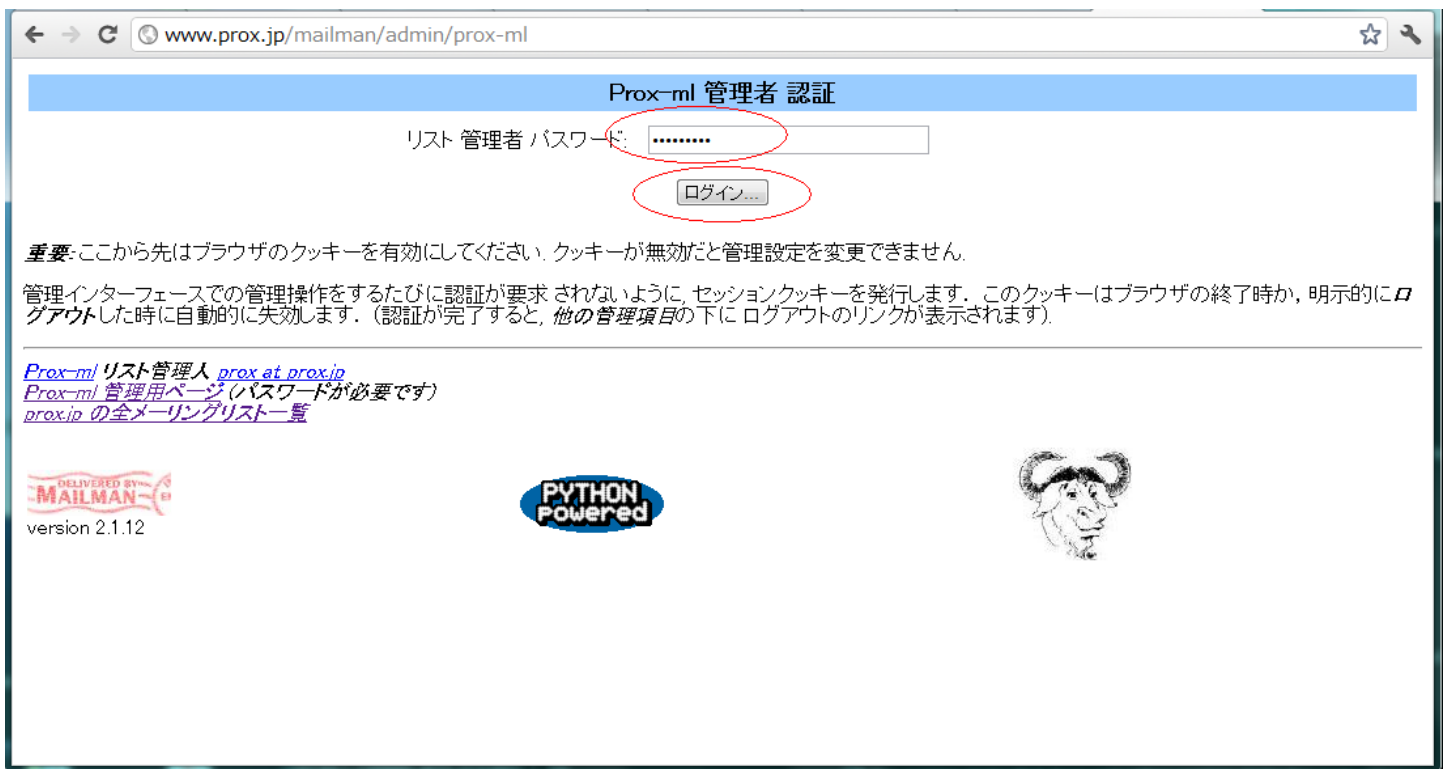 www.prox.jp/mailman/admin/prox-ml
Prox-ml 管理者 認証
リスト 管理者 パスワード: •••••••••
ログイン...
重要:ここから先はブラウザのクッキーを有効にしてください. クッキーが無効だと管理設定を変更できません.
管理インターフェースでの管理操作をするたびに認証が要求 されないように, セッションクッキーを発行します. このクッキーはブラウザの終了時か, 明示的にロ
グアウトした時に自動的に失効します. (認証が完了すると, 他の管理項目の下に ログアウトのリンクが表示されます).
Prox-ml リスト管理人 prox at prox.jp
Prox-ml 管理用ページ (パスワードが必要です)
prox.jp の全メーリングリスト一覧
DELIVERED BY
MAILMAN
PYTHON
Powered
version 2.1.12